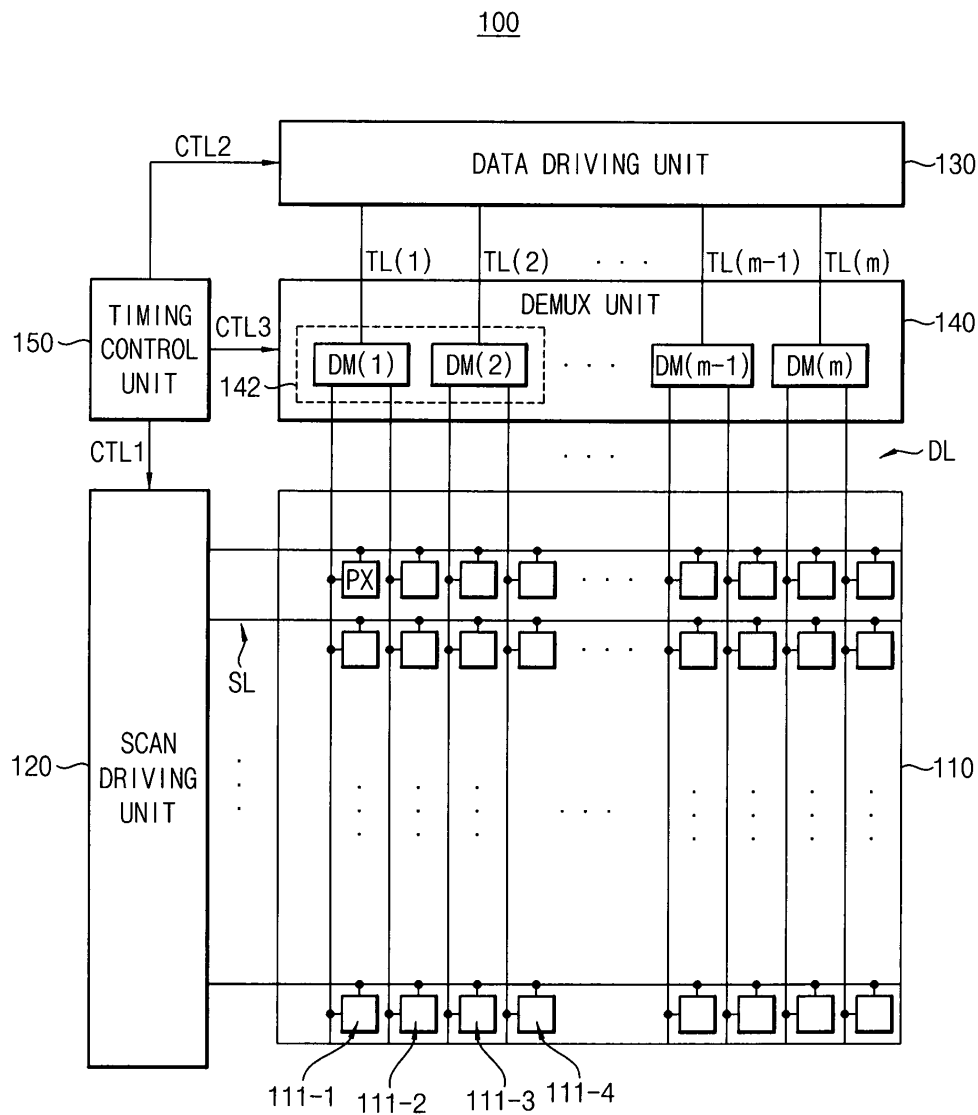 100
CTL2
DATA DRIVING UNIT
130
TL(1)
TL(2)
. . .
TL(m-1)
TL(m)
DEMUX UNIT
140
150
TIMING
CONTROL
UNIT
CTL3
142
DM(1)
DM(2)
. . .
DM(m-1)
DM(m)
CTL1
. . .
DL
PX
. . .
SL
. . .
120
SCAN
DRIVING
UNIT
110
. . .
111-1
111-2
111-3
111-4